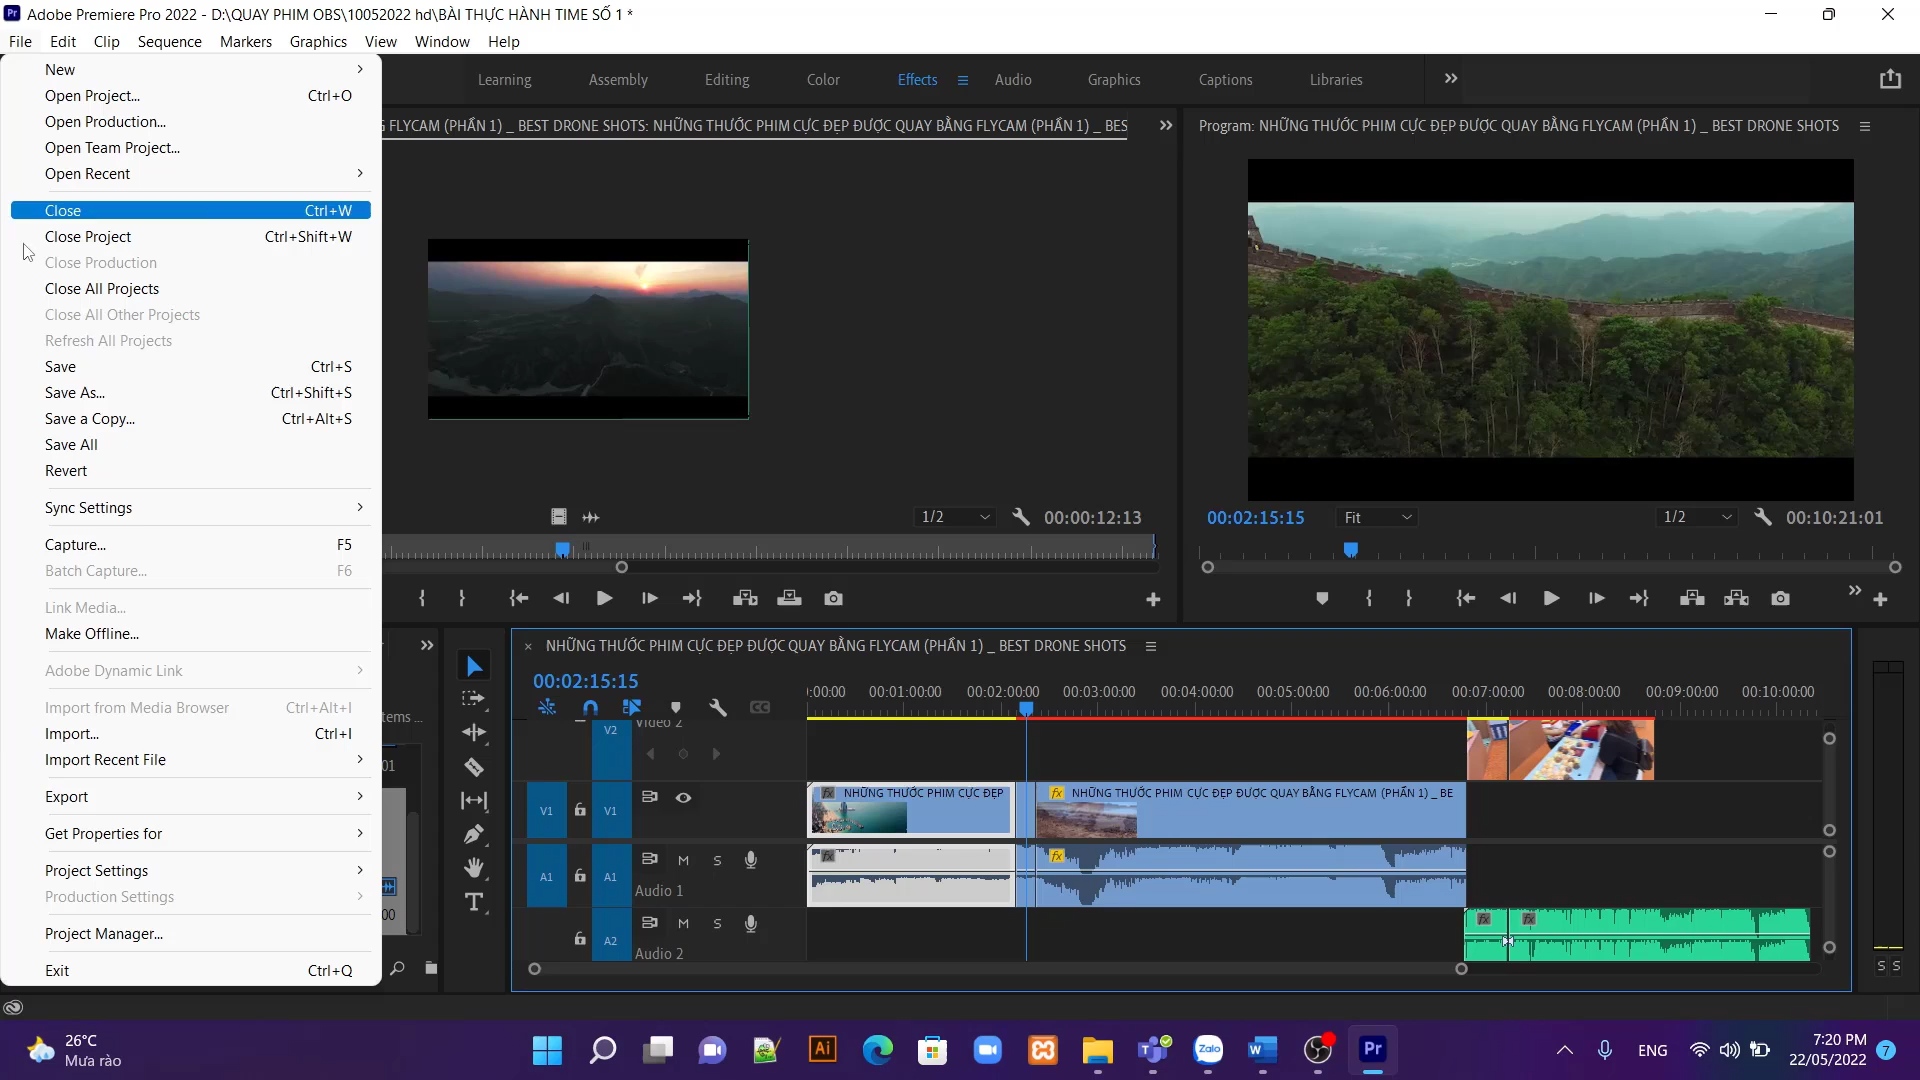 Adobe Premiere Pro 2022 - D:\QUAY PHIM OBS\10052022 hd\BÀI THỰC HÀNH TIME SỐ 1 *
File Edit Clip Sequence Markers Graphics View Window Help
New
Open Project... Ctrl+O
Open Production...
Open Team Project...
Open Recent
Close Ctrl+W
Close Project Ctrl+Shift+W
Close Production
Close All Projects
Close All Other Projects
Refresh All Projects
Save Ctrl+S
Save As... Ctrl+Shift+S
Save a Copy... Ctrl+Alt+S
Save All
Revert
Sync Settings
Capture... F5
Batch Capture... F6
Link Media...
Make Offline...
Adobe Dynamic Link
Import from Media Browser Ctrl+Alt+I
Import... Ctrl+I
Import Recent File
Export
Get Properties for
Project Settings
Production Settings
Project Manager...
Exit Ctrl+Q
Learning Assembly Editing Color Effects Audio Graphics Captions Libraries
FLYCAM (PHẦN 1) _ BEST DRONE SHOTS: NHỮNG THƯỚC PHIM CỰC ĐẸP ĐƯỢC QUAY BẰNG FLYCAM (PHẦN 1) _ BES
Program: NHỮNG THƯỚC PHIM CỰC ĐẸP ĐƯỢC QUAY BẰNG FLYCAM (PHẦN 1) _ BEST DRONE SHOTS
1/2 00:00:12:13
00:02:15:15 Fit 1/2 00:10:21:01
tems ...
01
00
NHỮNG THƯỚC PHIM CỰC ĐẸP ĐƯỢC QUAY BẰNG FLYCAM (PHẦN 1) _ BEST DRONE SHOTS
00:02:15:15
:00:00 00:01:00:00 00:02:00:00 00:03:00:00 00:04:00:00 00:05:00:00 00:06:00:00 00:07:00:00 00:08:00:00 00:09:00:00 00:10:00:00
CC
V2 Video 2
V1 V1
fx NHỮNG THƯỚC PHIM CỰC ĐẸP
fx NHỮNG THƯỚC PHIM CỰC ĐẸP ĐƯỢC QUAY BẰNG FLYCAM (PHẦN 1) _ BE
A1 A1 M S
fx fx
Audio 1
A2 M S
fx fx
Audio 2
S S
26°C
Mưa rào
Ai
Zalo
W
Pr
ENG
7:20 PM
22/05/2022
7